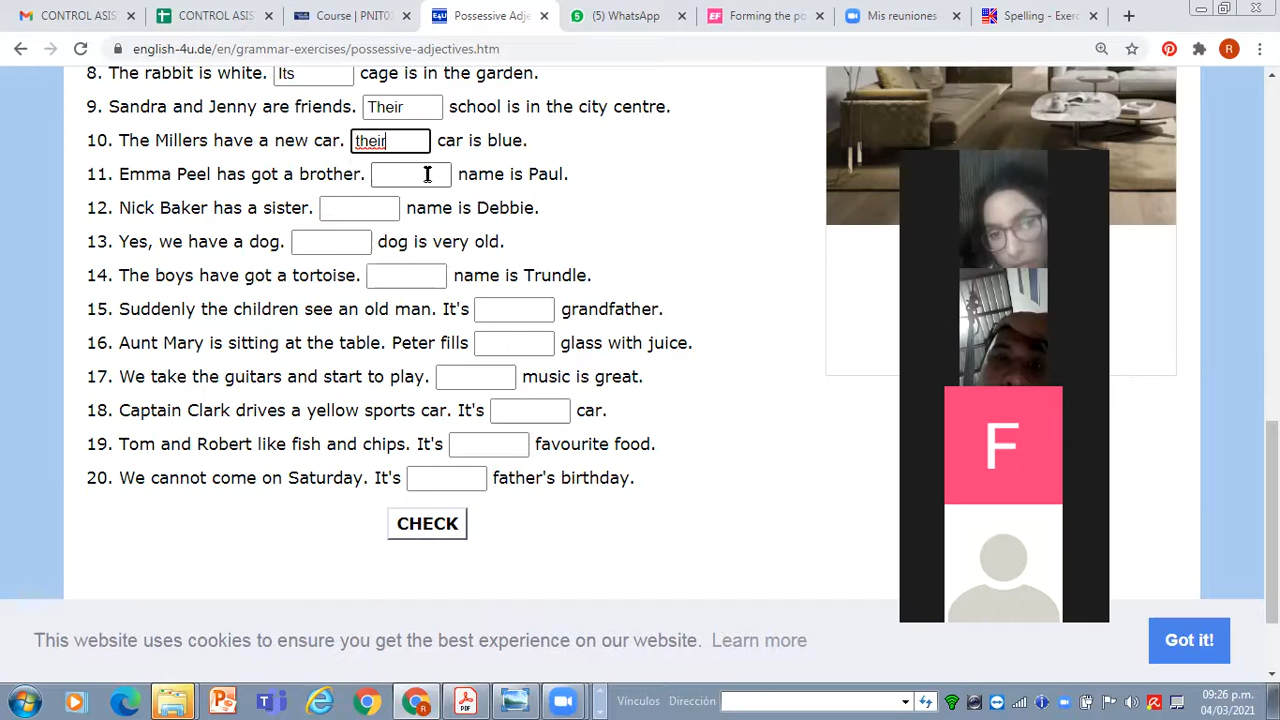 CONTROL ASIS
CONTROL ASIS
Course | PNITO
Possessive Adje
(5) WhatsApp
Forming the po
Mis reuniones
Spelling - Exerc
english-4u.de/en/grammar-exercises/possessive-adjectives.htm
8. The rabbit is white. Its cage is in the garden.
9. Sandra and Jenny are friends. Their school is in the city centre.
10. The Millers have a new car. their car is blue.
11. Emma Peel has got a brother. name is Paul.
12. Nick Baker has a sister. name is Debbie.
13. Yes, we have a dog. dog is very old.
14. The boys have got a tortoise. name is Trundle.
15. Suddenly the children see an old man. It's grandfather.
16. Aunt Mary is sitting at the table. Peter fills glass with juice.
17. We take the guitars and start to play. music is great.
18. Captain Clark drives a yellow sports car. It's car.
19. Tom and Robert like fish and chips. It's favourite food.
20. We cannot come on Saturday. It's father's birthday.
CHECK
F
This website uses cookies to ensure you get the best experience on our website. Learn more
Got it!
Vínculos Dirección
09:26 p.m.
04/03/2021